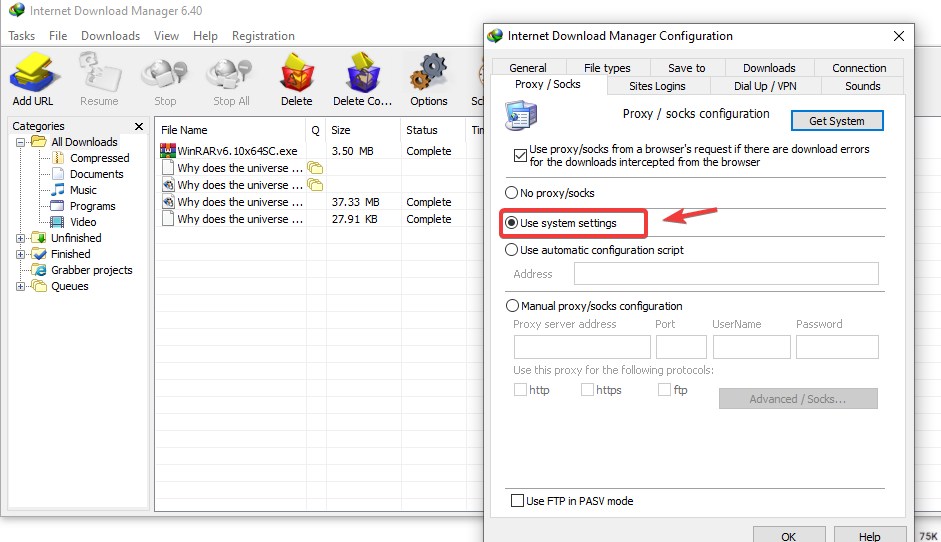 Internet Download Manager 6.40
Tasks File Downloads View Help Registration
Add URL Resume Stop Stop All Delete Delete Co... Options
Categories
All Downloads
Compressed
Documents
Music
Programs
Video
Unfinished
Finished
Grabber projects
Queues
File Name Q Size Status
WinRARv6.10x64SC.exe 3.50 MB Complete
Why does the universe ...
Why does the universe ...
Why does the universe ... 37.33 MB Complete
Why does the universe ... 27.91 KB Complete
Internet Download Manager Configuration
General File types Save to Downloads Connection
Proxy / Socks Sites Logins Dial Up / VPN Sounds
Proxy / socks configuration Get System
Use proxy/socks from a browser's request if there are download errors
for the downloads intercepted from the browser
No proxy/socks
Use system settings
Use automatic configuration script
Address
Manual proxy/socks configuration
Proxy server address Port UserName Password
Use this proxy for the following protocols:
http https ftp Advanced / Socks...
Use FTP in PASV mode
OK Help
75K